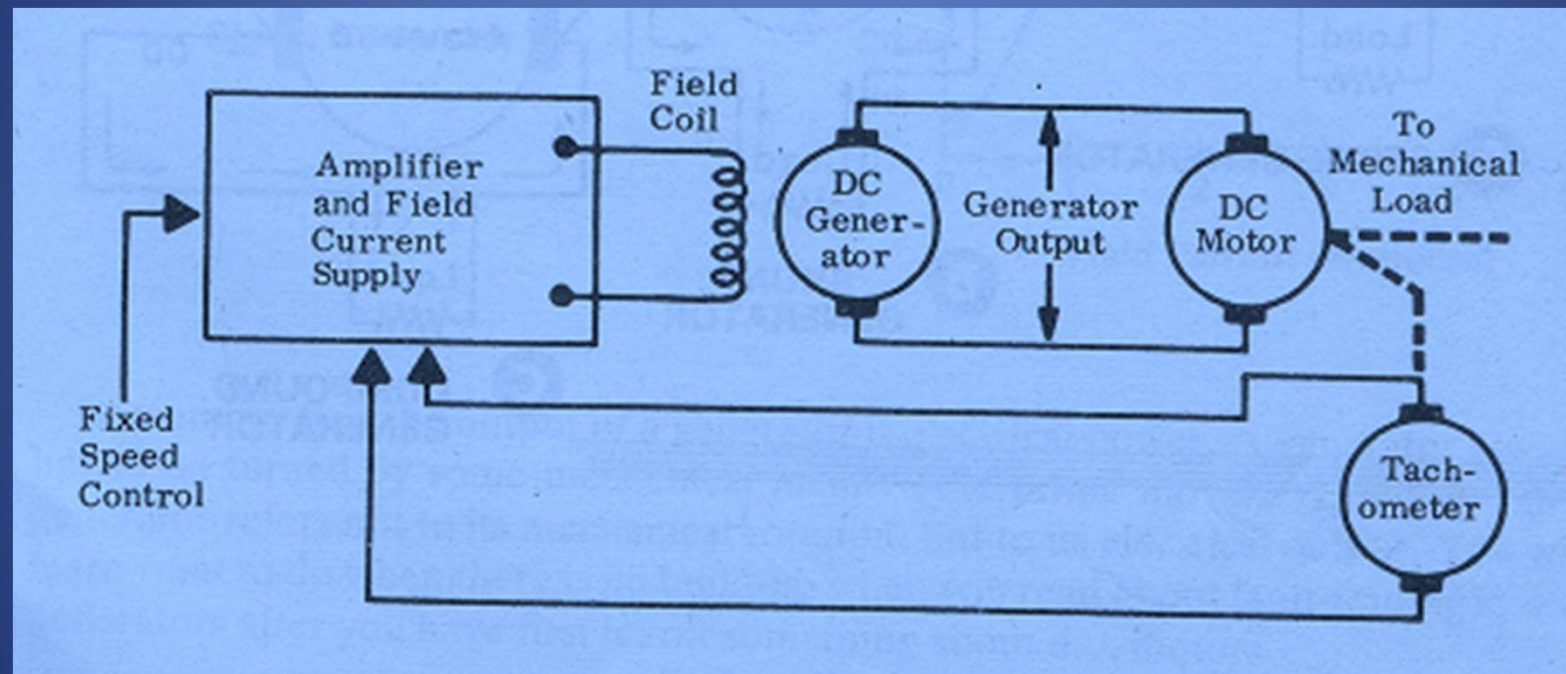 Field
Coil
To
Mechanical
Load
Amplifier
and Field
Current
Supply
DC
Gener-
ator
Generator
Output
DC
Motor
Fixed
Speed
Control
Tach-
ometer